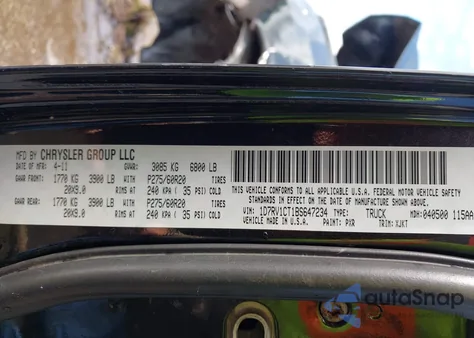 MFD BY CHRYSLER GROUP LLC
DATE OF MFR: 4-11 GVWR: 3085 KG 6800 LB
GAWR FRONT: 1770 KG 3900 LB WITH P275/60R20 TIRES
20X9.0 RIMS AT 240 KPA ( 35 PSI) COLD
GAWR REAR: 1770 KG 3900 LB WITH P275/60R20 TIRES
20X9.0 RIMS AT 240 KPA ( 35 PSI) COLD
THIS VEHICLE CONFORMS TO ALL APPLICABLE U.S.A. FEDERAL MOTOR VEHICLE
SAFETY STANDARDS IN EFFECT ON THE DATE OF MANUFACTURE SHOWN ABOVE.
VIN: 1D7RV1CT1BS647234 TRUCK MDH: 040500 115AA
VEHICLE MADE IN U.S.A. PAINT: PXR TRIM: XJKT
autoSnap